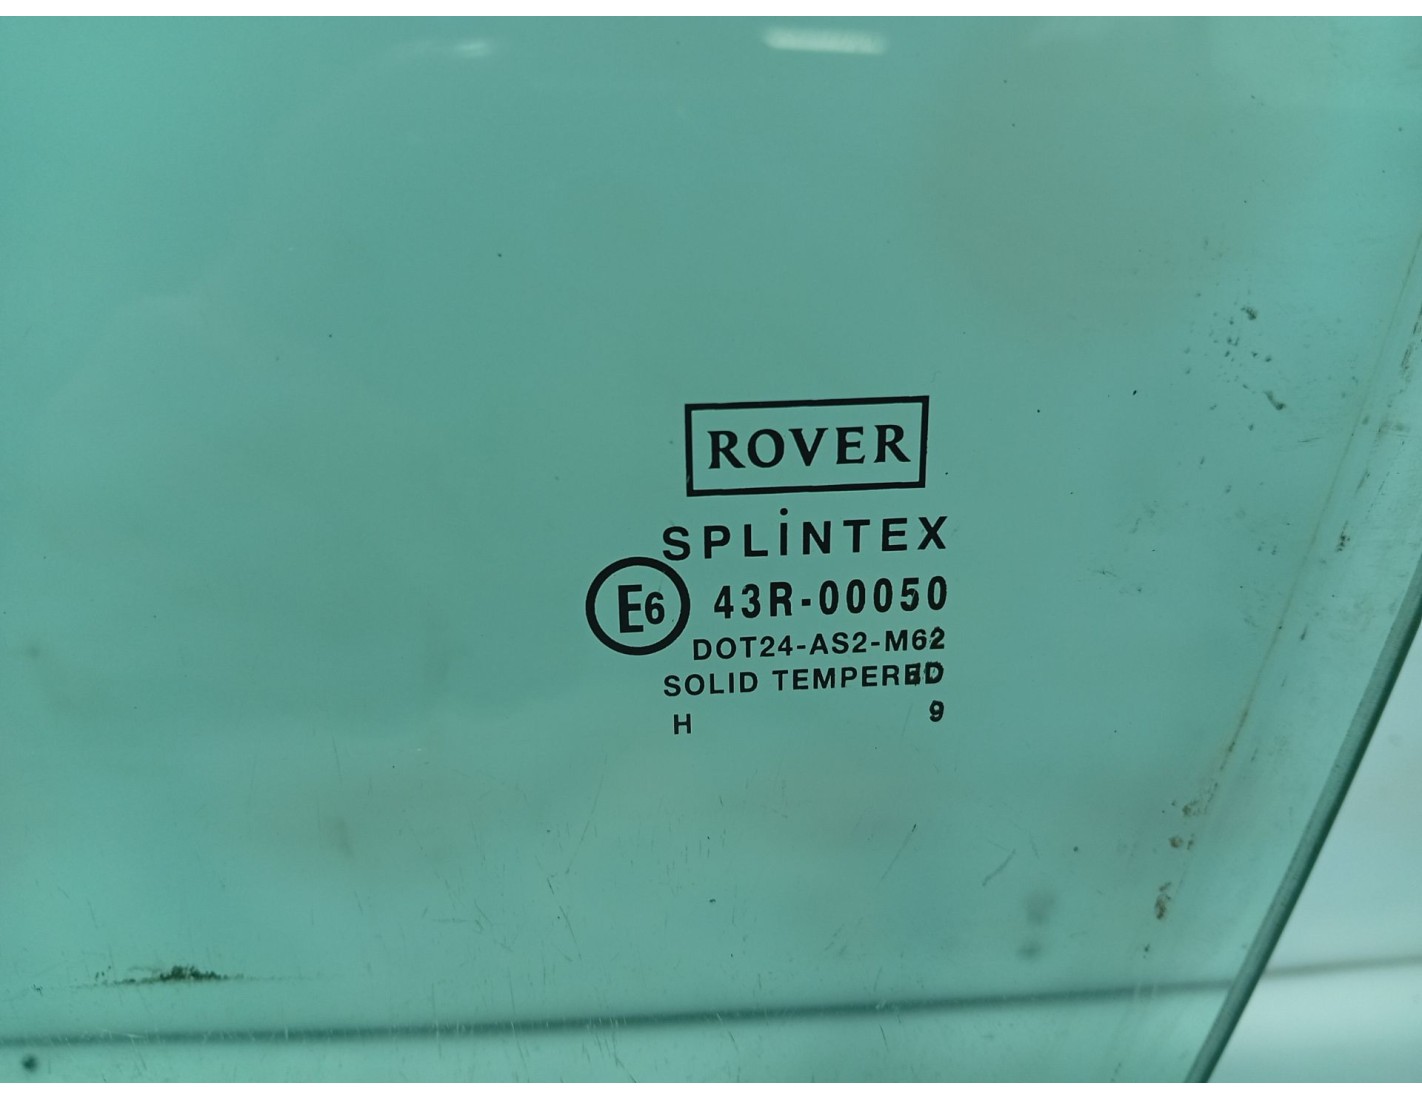 ROVER
SPLiNTEX
E6 43R-00050
DOT24-AS2-M62
SOLID TEMPERED
H 9